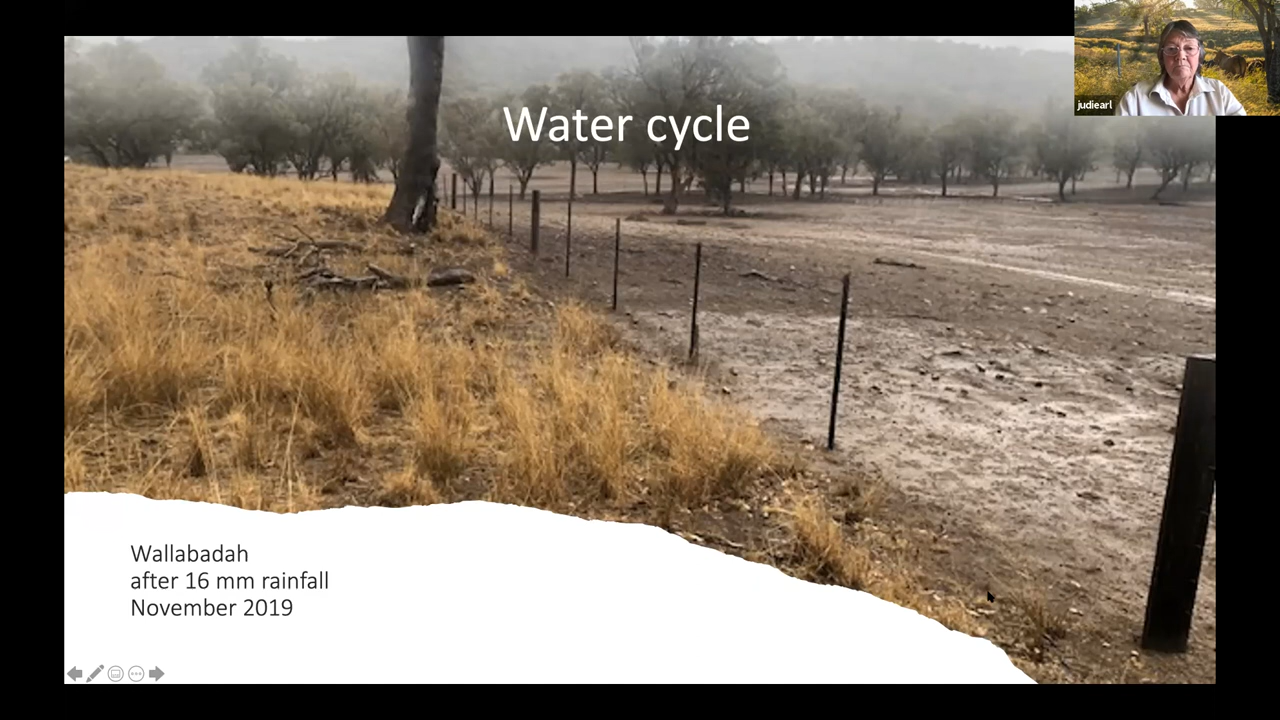 Water cycle
judiearl
Wallabadah
after 16 mm rainfall
November 2019